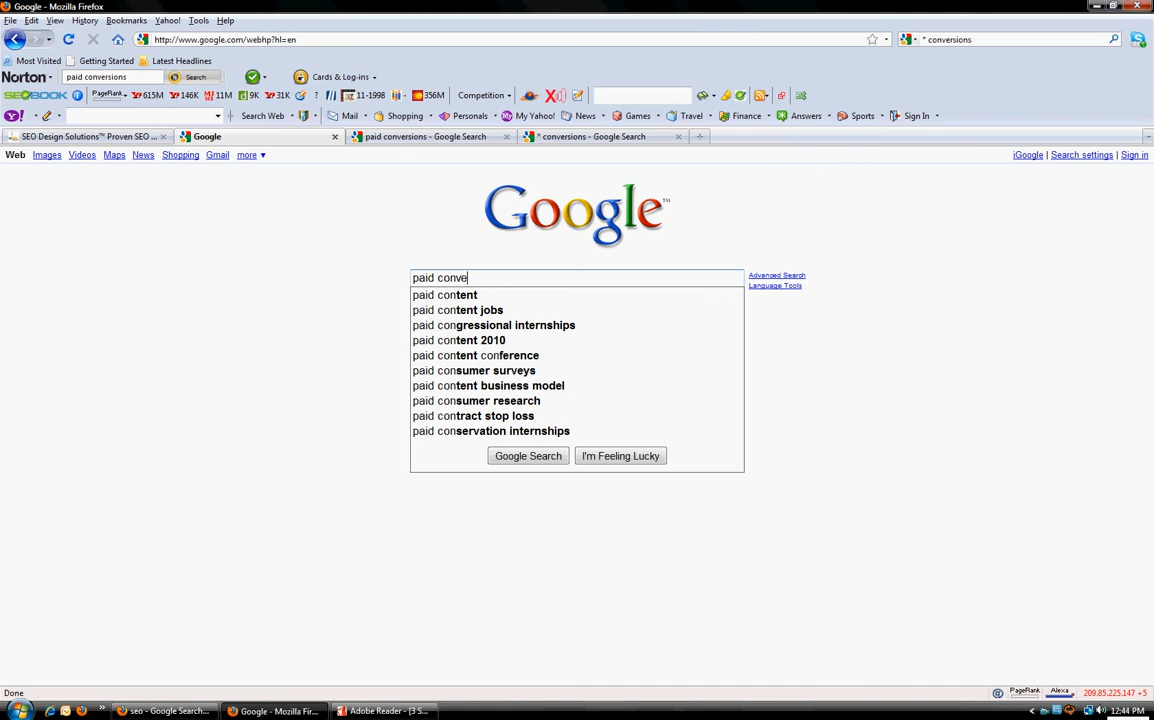 Google - Mozilla Firefox
File Edit View History Bookmarks Yahoo! Tools Help
http://www.google.com/webhp?hl=en * conversions
Most Visited Getting Started Latest Headlines
Norton paid conversions Search Cards & Log-ins
SEOBOOK PageRank 615M 146K 11M 9K 31K ? 11-1998 356M Competition
Y! Search Web Mail Shopping Personals My Yahoo! News Games Travel Finance Answers Sports Sign In
SEO Design Solutions™ Proven SEO ... Google paid conversions - Google Search * conversions - Google Search
Web Images Videos Maps News Shopping Gmail more iGoogle | Search settings | Sign in
Google™
paid conve Advanced Search
Language Tools
paid content
paid content jobs
paid congressional internships
paid content 2010
paid content conference
paid consumer surveys
paid content business model
paid consumer research
paid contract stop loss
paid conservation internships
Google Search I'm Feeling Lucky
Done PageRank Alexa 209.85.225.147 +5
seo - Google Search... Google - Mozilla Fir... Adobe Reader - [3 S... 12:44 PM